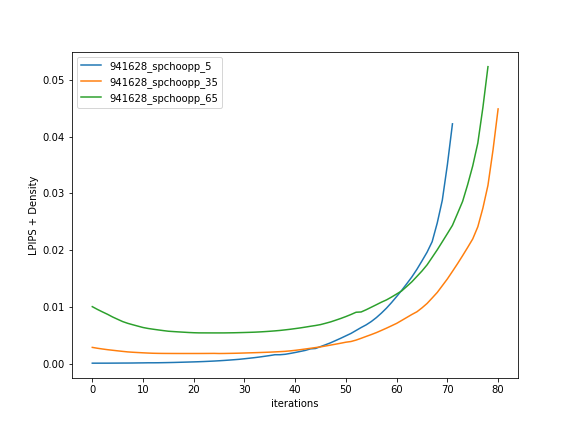 941628_spchoopp_5
941628_spchoopp_35
941628_spchoopp_65
LPIPS + Density
0.05
0.04
0.03
0.02
0.01
0.00
0 10 20 30 40 50 60 70 80
iterations